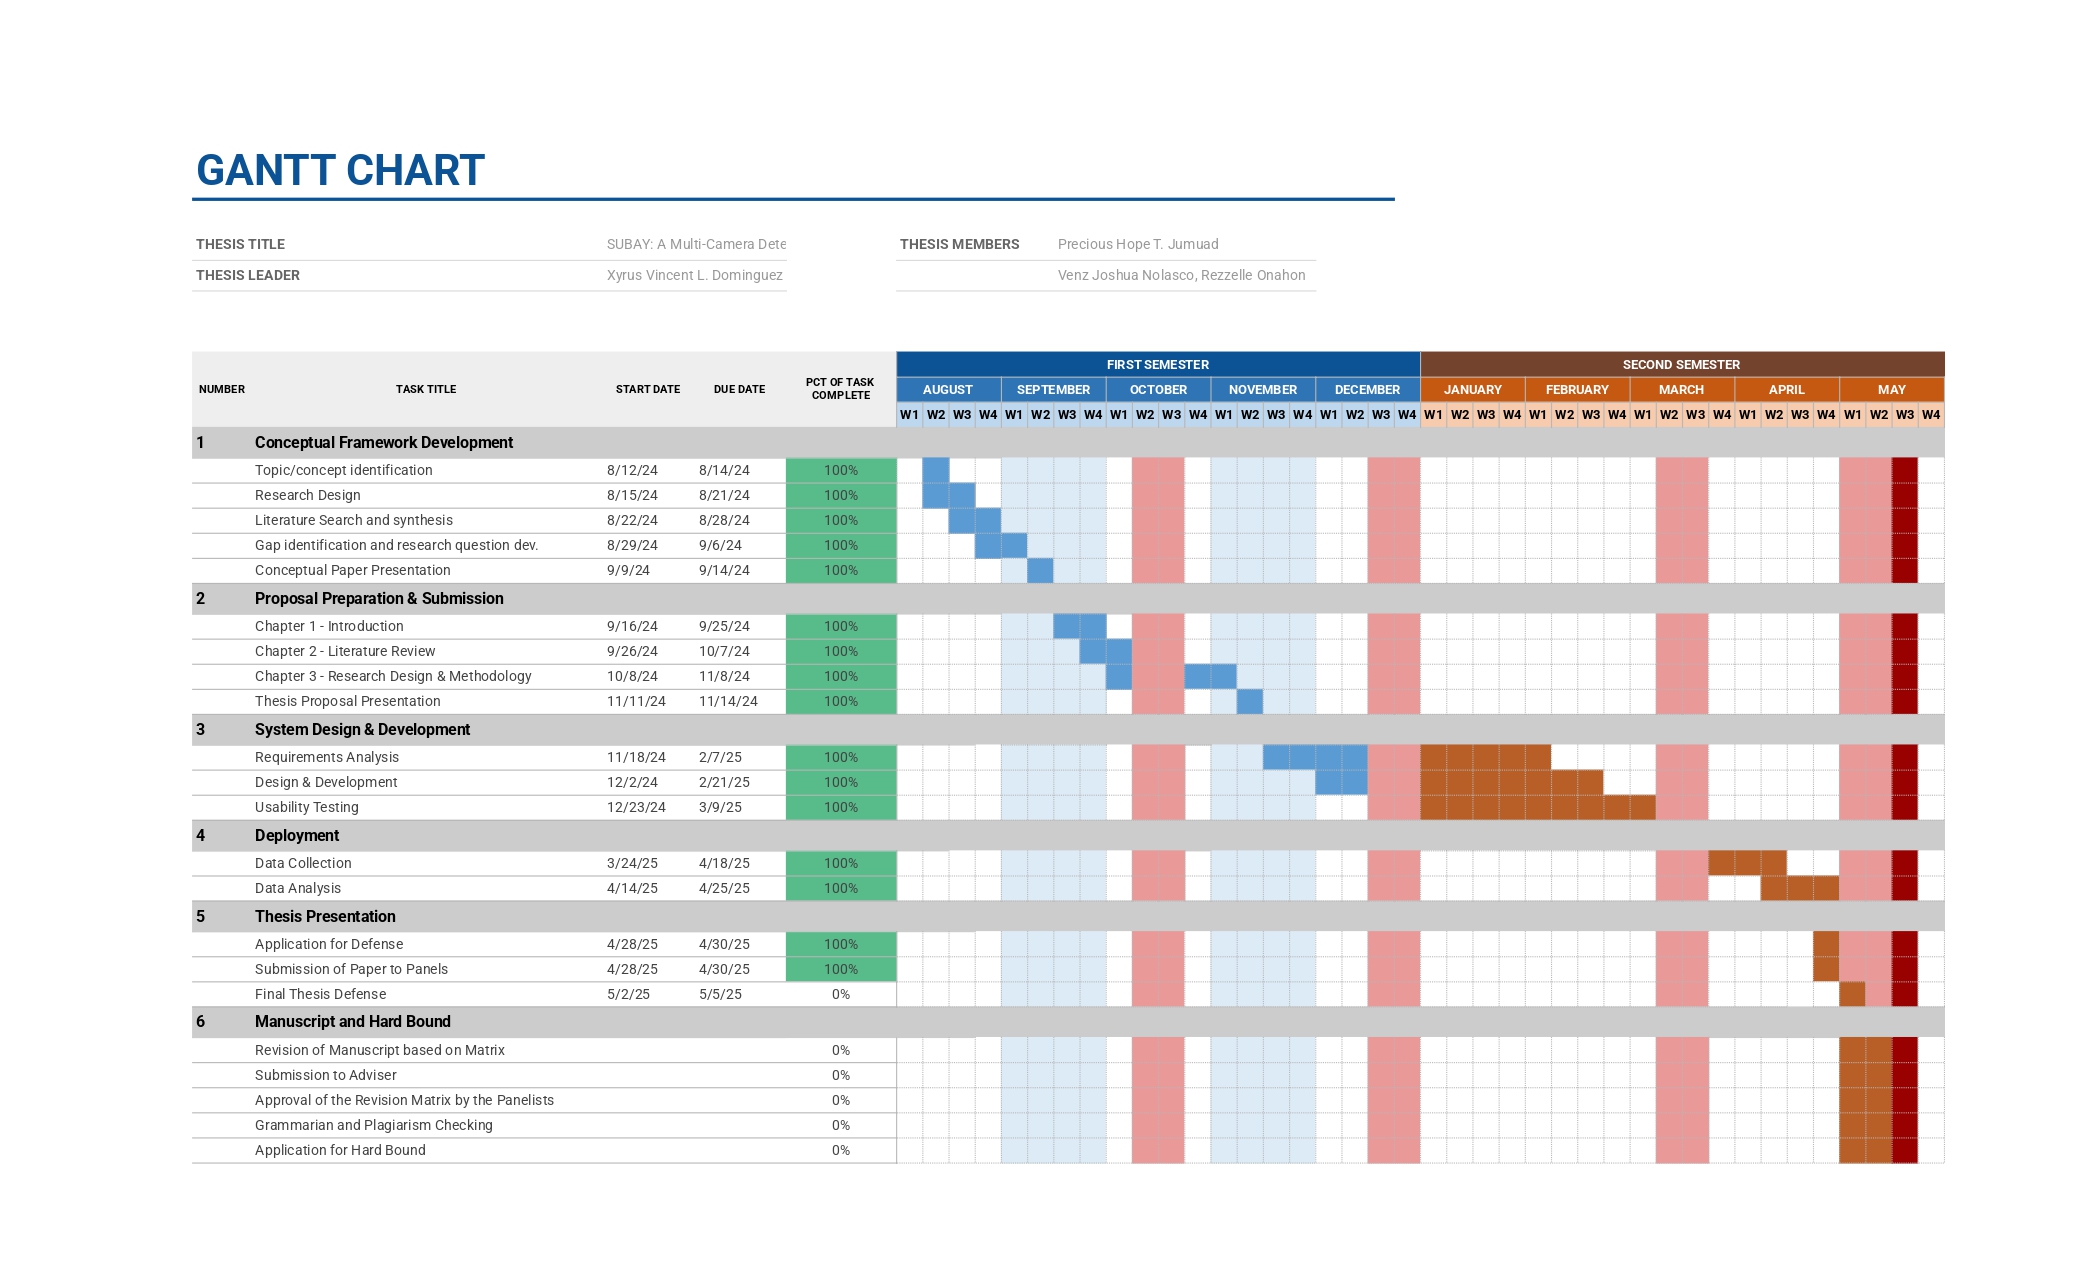 GANTT CHART
THESIS TITLE SUBAY: A Multi-Camera Dete THESIS MEMBERS Precious Hope T. Jumuad
THESIS LEADER Xyrus Vincent L. Dominguez Venz Joshua Nolasco, Rezzelle Onahon
FIRST SEMESTER SECOND SEMESTER
NUMBER TASK TITLE START DATE DUE DATE PCT OF TASK COMPLETE AUGUST SEPTEMBER OCTOBER NOVEMBER DECEMBER JANUARY FEBRUARY MARCH APRIL MAY
W1 W2 W3 W4 W1 W2 W3 W4 W1 W2 W3 W4 W1 W2 W3 W4 W1 W2 W3 W4 W1 W2 W3 W4 W1 W2 W3 W4 W1 W2 W3 W4 W1 W2 W3 W4 W1 W2 W3 W4
1 Conceptual Framework Development
Topic/concept identification 8/12/24 8/14/24 100%
Research Design 8/15/24 8/21/24 100%
Literature Search and synthesis 8/22/24 8/28/24 100%
Gap identification and research question dev. 8/29/24 9/6/24 100%
Conceptual Paper Presentation 9/9/24 9/14/24 100%
2 Proposal Preparation & Submission
Chapter 1 - Introduction 9/16/24 9/25/24 100%
Chapter 2 - Literature Review 9/26/24 10/7/24 100%
Chapter 3 - Research Design & Methodology 10/8/24 11/8/24 100%
Thesis Proposal Presentation 11/11/24 11/14/24 100%
3 System Design & Development
Requirements Analysis 11/18/24 2/7/25 100%
Design & Development 12/2/24 2/21/25 100%
Usability Testing 12/23/24 3/9/25 100%
4 Deployment
Data Collection 3/24/25 4/18/25 100%
Data Analysis 4/14/25 4/25/25 100%
5 Thesis Presentation
Application for Defense 4/28/25 4/30/25 100%
Submission of Paper to Panels 4/28/25 4/30/25 100%
Final Thesis Defense 5/2/25 5/5/25 0%
6 Manuscript and Hard Bound
Revision of Manuscript based on Matrix 0%
Submission to Adviser 0%
Approval of the Revision Matrix by the Panelists 0%
Grammarian and Plagiarism Checking 0%
Application for Hard Bound 0%